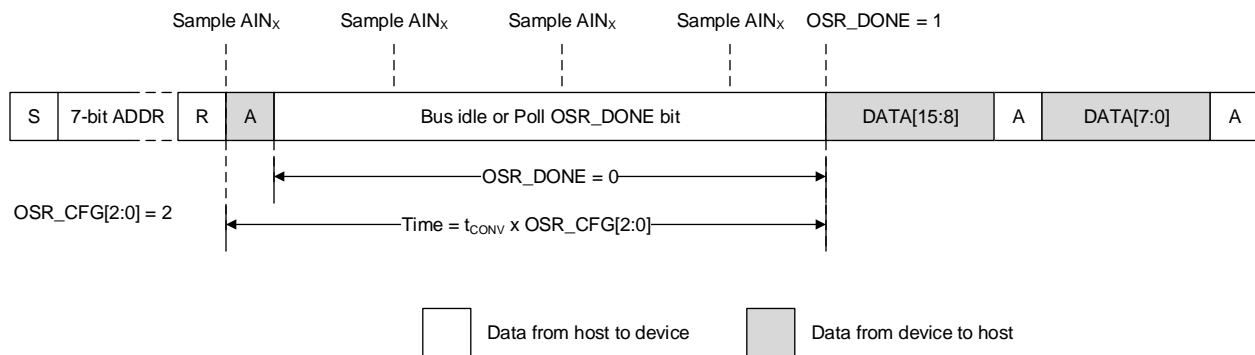 Sample AINX Sample AINX Sample AINX Sample AINX OSR_DONE = 1
S 7-bit ADDR R A Bus idle or Poll OSR_DONE bit DATA[15:8] A DATA[7:0] A
OSR_DONE = 0
OSR_CFG[2:0] = 2
Time = tCONV x OSR_CFG[2:0]
Data from host to device Data from device to host